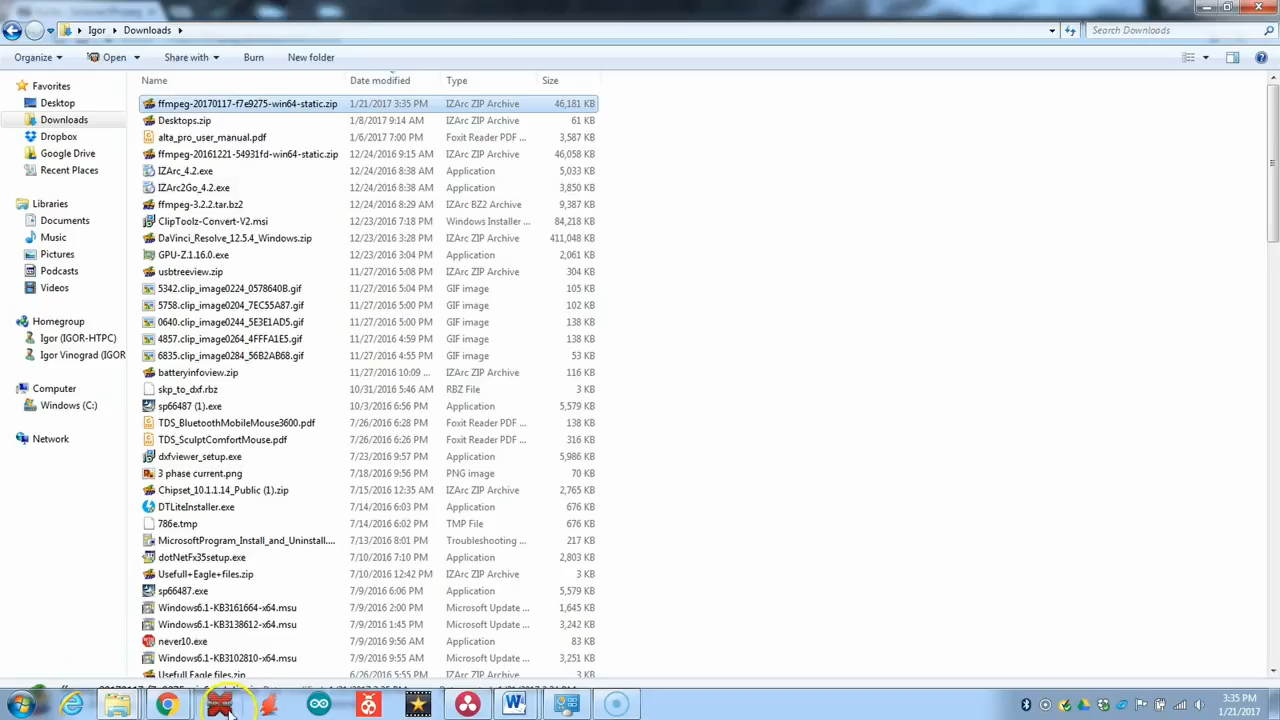 Igor ▸ Downloads ▸
Search Downloads
Organize
Open
Share with
Burn
New folder
Name Date modified Type Size
Favorites
Desktop
Downloads
Dropbox
Google Drive
Recent Places
Libraries
Documents
Music
Pictures
Podcasts
Videos
Homegroup
Igor (IGOR-HTPC)
Igor Vinograd (IGOR
Computer
Windows (C:)
Network
ffmpeg-20170117-f7e9275-win64-static.zip 1/21/2017 3:35 PM IZArc ZIP Archive 46,181 KB
Desktops.zip 1/8/2017 9:14 AM IZArc ZIP Archive 61 KB
alta_pro_user_manual.pdf 1/6/2017 7:00 PM Foxit Reader PDF ... 3,587 KB
ffmpeg-20161221-54931fd-win64-static.zip 12/24/2016 9:15 AM IZArc ZIP Archive 46,058 KB
IZArc_4.2.exe 12/24/2016 8:38 AM Application 5,033 KB
IZArc2Go_4.2.exe 12/24/2016 8:38 AM Application 3,850 KB
ffmpeg-3.2.2.tar.bz2 12/24/2016 8:29 AM IZArc BZ2 Archive 9,387 KB
ClipToolz-Convert-V2.msi 12/23/2016 7:18 PM Windows Installer ... 84,218 KB
DaVinci_Resolve_12.5.4_Windows.zip 12/23/2016 3:28 PM IZArc ZIP Archive 411,048 KB
GPU-Z.1.16.0.exe 12/23/2016 3:04 PM Application 2,061 KB
usbtreeview.zip 11/27/2016 5:08 PM IZArc ZIP Archive 304 KB
5342.clip_image0224_0578640B.gif 11/27/2016 5:04 PM GIF image 105 KB
5758.clip_image0204_7EC55A87.gif 11/27/2016 5:01 PM GIF image 102 KB
0640.clip_image0244_5E3E1AD5.gif 11/27/2016 5:00 PM GIF image 138 KB
4857.clip_image0264_4FFFA1E5.gif 11/27/2016 4:59 PM GIF image 138 KB
6835.clip_image0284_56B2AB68.gif 11/27/2016 4:55 PM GIF image 53 KB
batteryinfoview.zip 11/27/2016 10:09 ... IZArc ZIP Archive 116 KB
skp_to_dxf.rbz 10/31/2016 5:46 AM RBZ File 3 KB
sp66487 (1).exe 10/3/2016 6:56 PM Application 5,579 KB
TDS_BluetoothMobileMouse3600.pdf 7/26/2016 6:28 PM Foxit Reader PDF ... 138 KB
TDS_SculptComfortMouse.pdf 7/26/2016 6:26 PM Foxit Reader PDF ... 316 KB
dxfviewer_setup.exe 7/23/2016 9:57 PM Application 5,986 KB
3 phase current.png 7/18/2016 9:56 PM PNG image 70 KB
Chipset_10.1.1.14_Public (1).zip 7/15/2016 12:35 AM IZArc ZIP Archive 2,765 KB
DTLiteInstaller.exe 7/14/2016 6:03 PM Application 676 KB
786e.tmp 7/14/2016 6:02 PM TMP File 676 KB
MicrosoftProgram_Install_and_Uninstall.... 7/13/2016 8:01 PM Troubleshooting ... 217 KB
dotNetFx35setup.exe 7/10/2016 7:10 PM Application 2,803 KB
Usefull+Eagle+files.zip 7/10/2016 12:42 PM IZArc ZIP Archive 3 KB
sp66487.exe 7/9/2016 6:06 PM Application 5,579 KB
Windows6.1-KB3161664-x64.msu 7/9/2016 2:00 PM Microsoft Update ... 1,645 KB
Windows6.1-KB3138612-x64.msu 7/9/2016 1:45 PM Microsoft Update ... 3,242 KB
never10.exe 7/9/2016 9:56 AM Application 83 KB
Windows6.1-KB3102810-x64.msu 7/9/2016 9:55 AM Microsoft Update ... 3,251 KB
Usefull Eagle files.zip 6/26/2016 5:55 PM IZArc ZIP Archive 3 KB
3:35 PM
1/21/2017